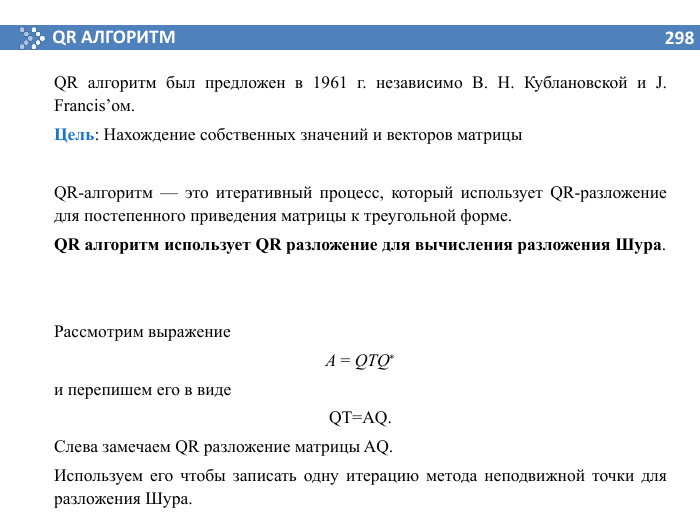 QR АЛГОРИТМ 298
QR алгоритм был предложен в 1961 г. независимо В. Н. Кублановской и J.
Francis’ом.
Цель: Нахождение собственных значений и векторов матрицы
QR-алгоритм — это итеративный процесс, который использует QR-разложение
для постепенного приведения матрицы к треугольной форме.
QR алгоритм использует QR разложение для вычисления разложения Шура.
Рассмотрим выражение
A = QTQ*
и перепишем его в виде
QT=AQ.
Слева замечаем QR разложение матрицы AQ.
Используем его чтобы записать одну итерацию метода неподвижной точки для
разложения Шура.